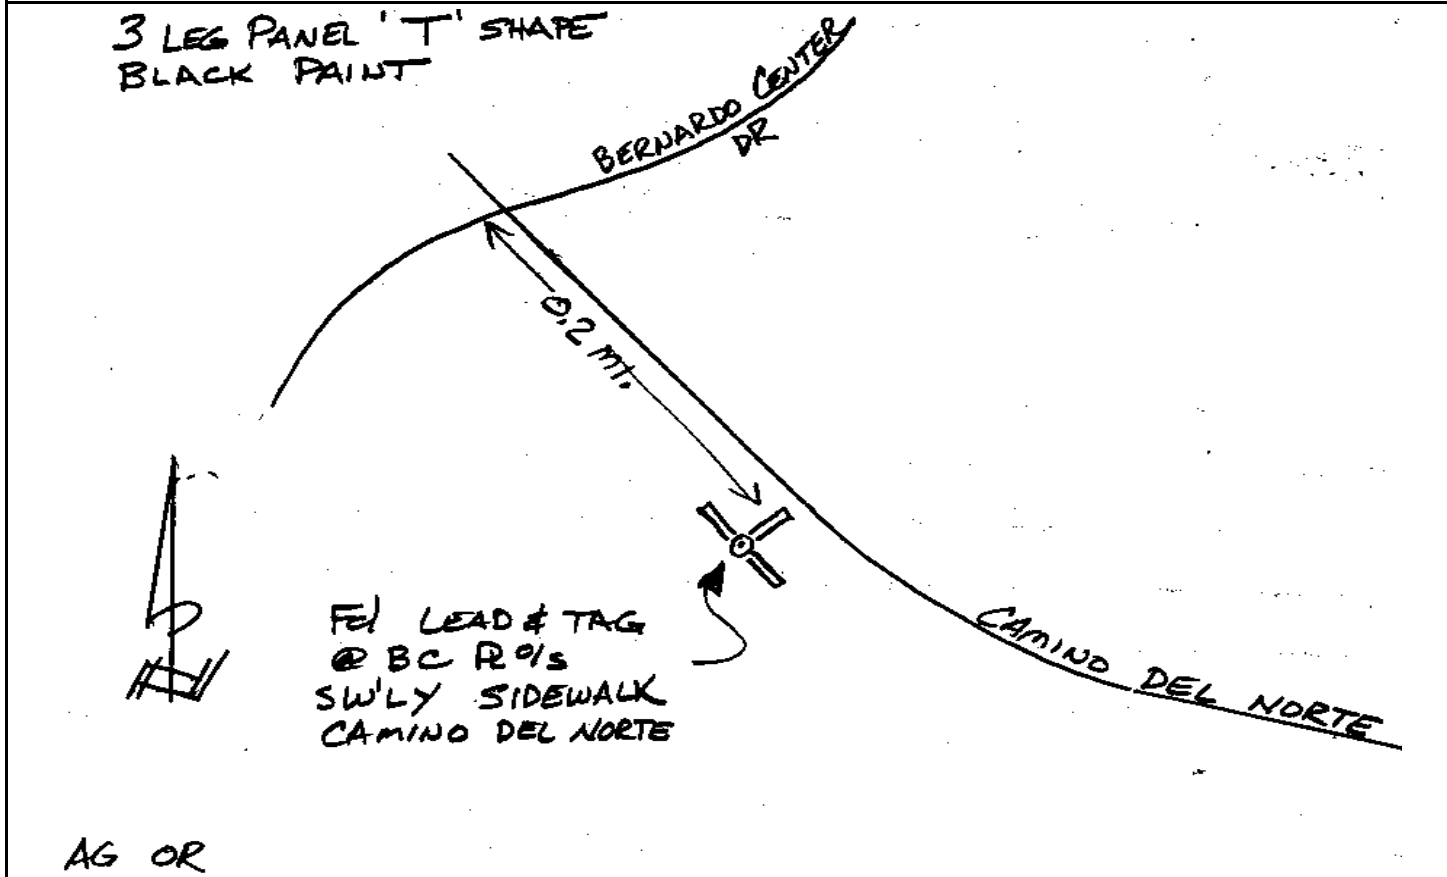 3 LEG PANEL 'T' SHAPE
BLACK PAINT
BERNARDO CENTER
DR
0.2 MI.
Fd LEAD & TAG
@ BC ℞ O/S
SW'LY SIDEWALK
CAMINO DEL NORTE
CAMINO DEL NORTE
AG OR